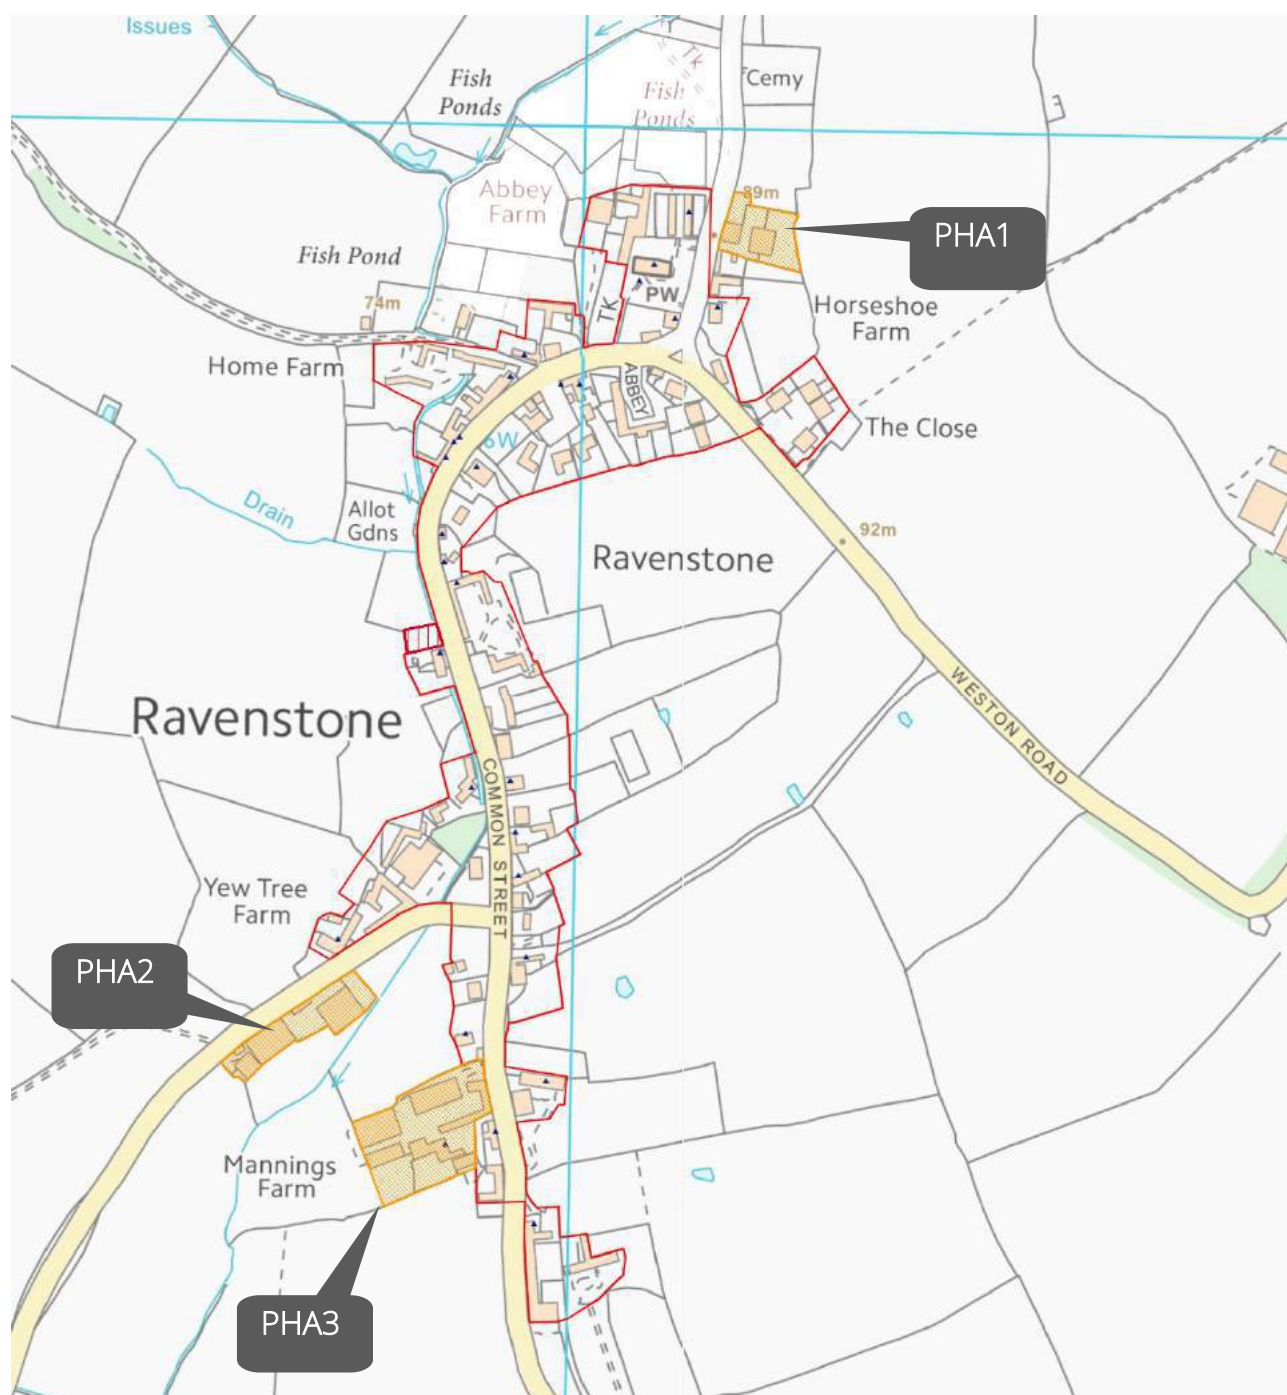 Issues
Fish
Ponds
TK
Fish
Ponds
Cemy
Abbey
Farm
89m
PHA1
Fish Pond
74m
TK
PW
Horseshoe
Farm
Home Farm
ABBEY
The Close
Drain
Allot
Gdns
92m
Ravenstone
Ravenstone
WESTON ROAD
COMMON STREET
Yew Tree
Farm
PHA2
Mannings
Farm
PHA3